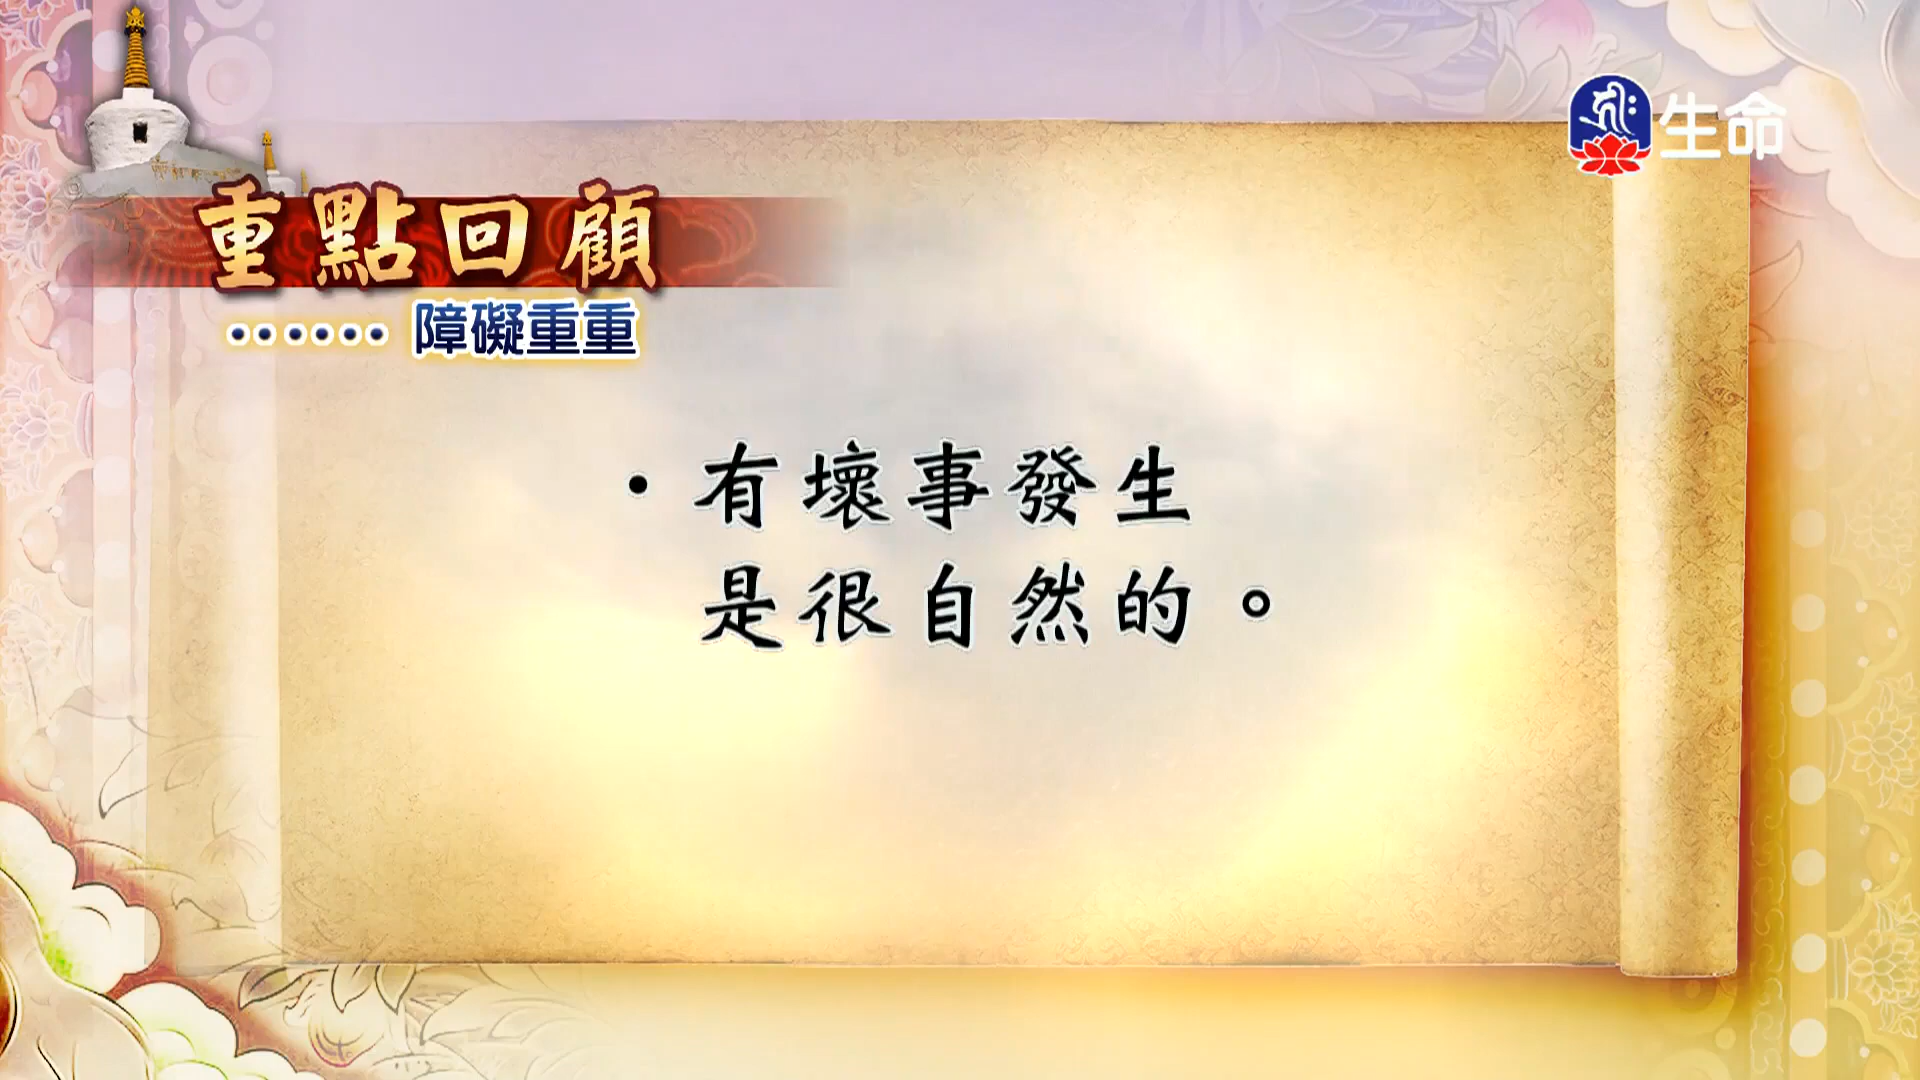 生命
重點回顧
……障礙重重
・有壞事發生
是很自然的。